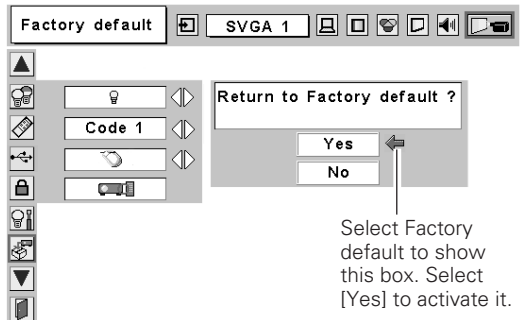 Factory default
SVGA 1
Return to Factory default ?
Code 1
Yes
No
Select Factory
default to show
this box. Select
[Yes] to activate it.